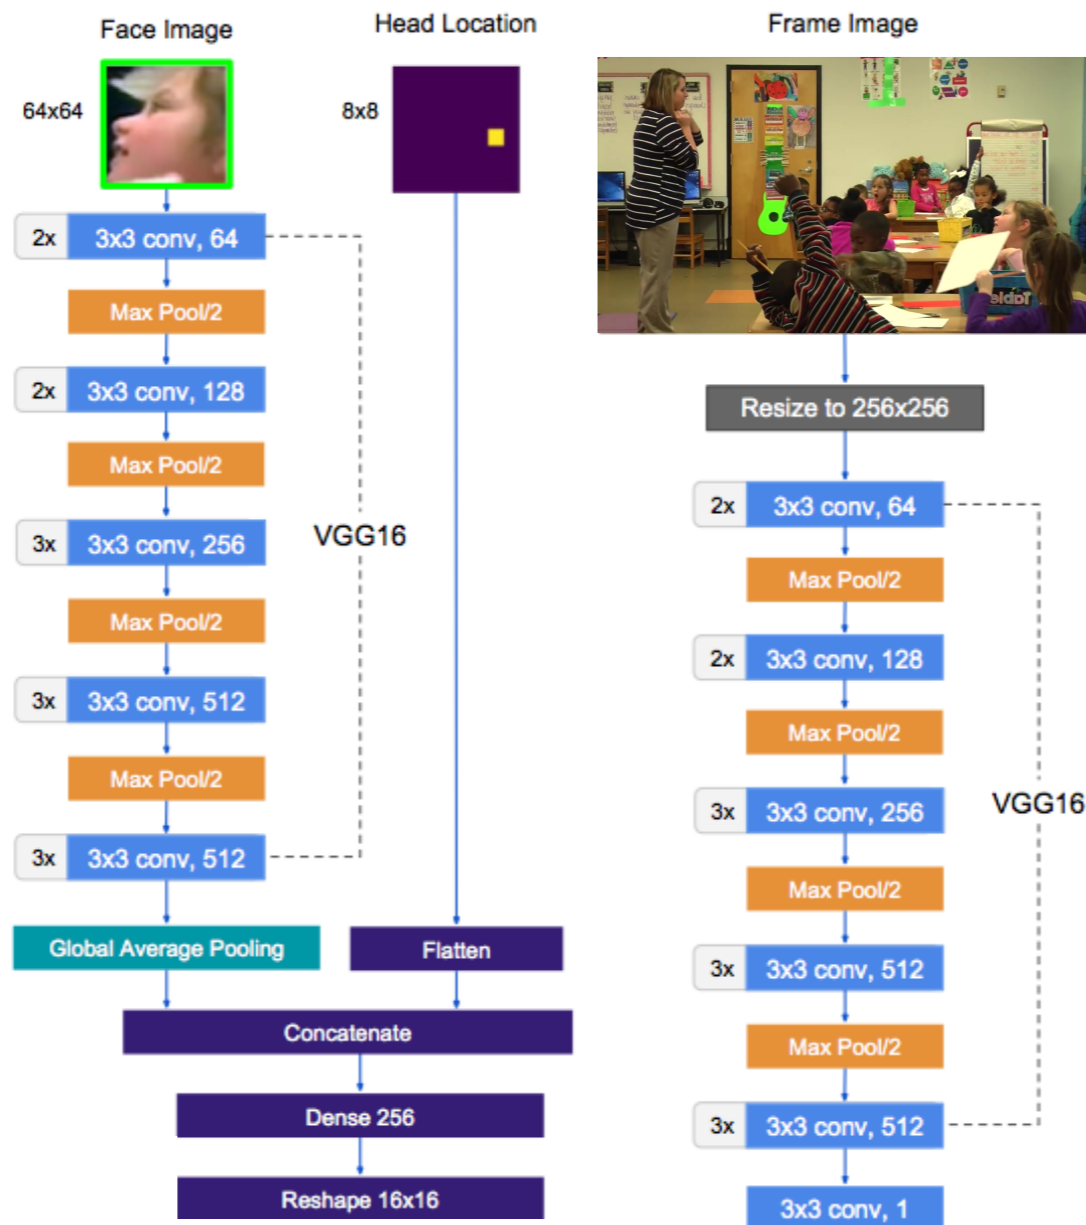 Face Image
64x64
2x
3x3 conv, 64
Max Pool/2
2x
3x3 conv, 128
Max Pool/2
3x
3x3 conv, 256
Max Pool/2
3x
3x3 conv, 512
Max Pool/2
3x
3x3 conv, 512
VGG16
Global Average Pooling
Head Location
8x8
Flatten
Concatenate
Dense 256
Reshape 16x16
Frame Image
Table
Resize to 256x256
2x
3x3 conv, 64
Max Pool/2
2x
3x3 conv, 128
Max Pool/2
3x
3x3 conv, 256
Max Pool/2
3x
3x3 conv, 512
Max Pool/2
3x
3x3 conv, 512
VGG16
3x3 conv, 1